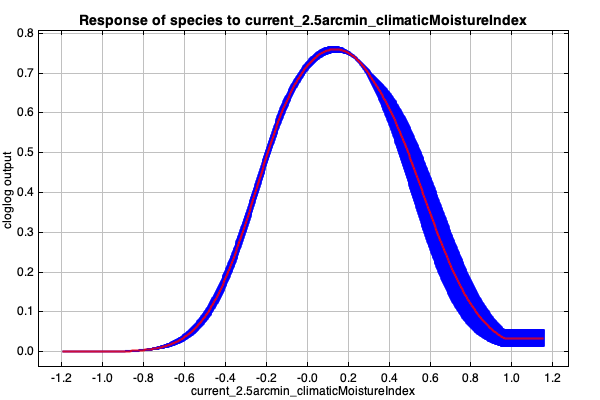 Response of species to current_2.5arcmin_climaticMoistureIndex
0.8
0.7
0.6
0.5
0.4
0.3
0.2
0.1
0.0
cloglog output
-1.2 -1.0 -0.8 -0.6 -0.4 -0.2 -0.0 0.2 0.4 0.6 0.8 1.0 1.2
current_2.5arcmin_climaticMoistureIndex